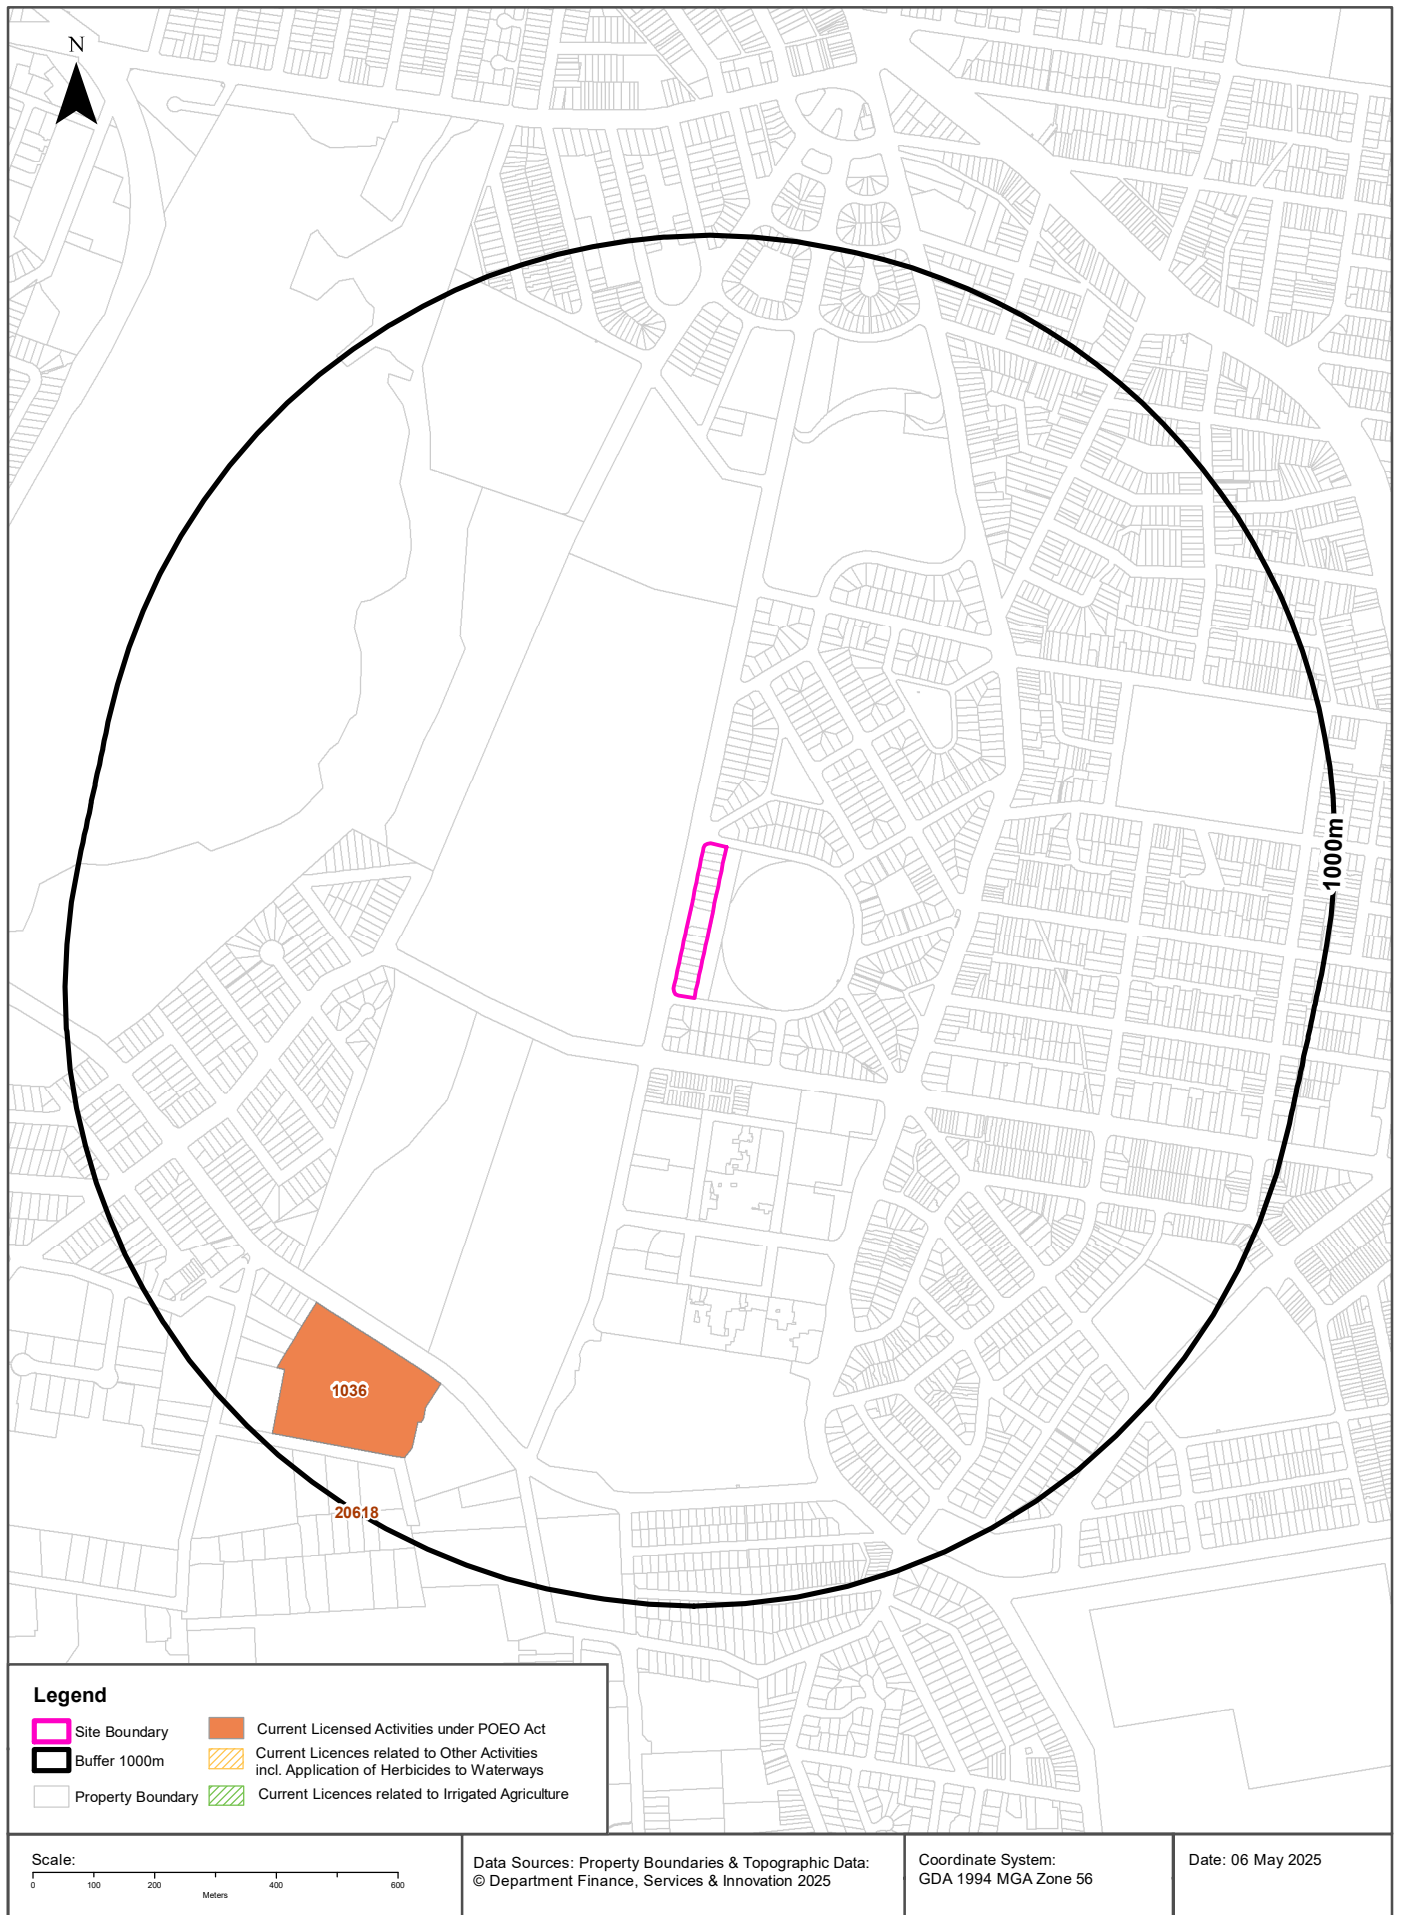 N
1000m
1036
20618
Legend
Site Boundary
Buffer 1000m
Property Boundary
Current Licensed Activities under POEO Act
Current Licences related to Other Activities
incl. Application of Herbicides to Waterways
Current Licences related to Irrigated Agriculture
Scale:
0 100 200 400 600
Meters
Data Sources: Property Boundaries & Topographic Data:
© Department Finance, Services & Innovation 2025
Coordinate System:
GDA 1994 MGA Zone 56
Date: 06 May 2025